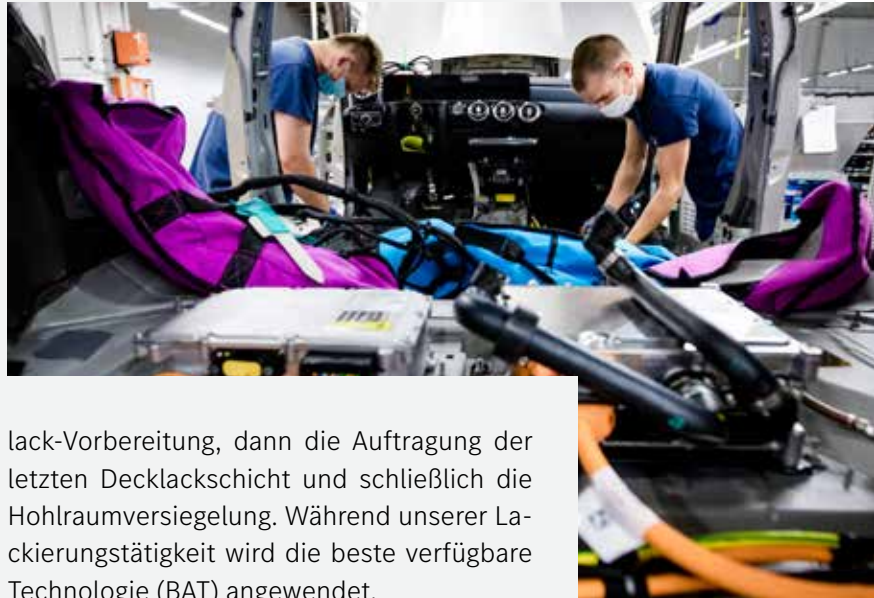 lack-Vorbereitung, dann die Auftragung der
letzten Decklackschicht und schließlich die
Hohlraumversiegelung. Während unserer La-
ckierungstätigkeit wird die beste verfügbare
Technologie (BAT) angewendet.